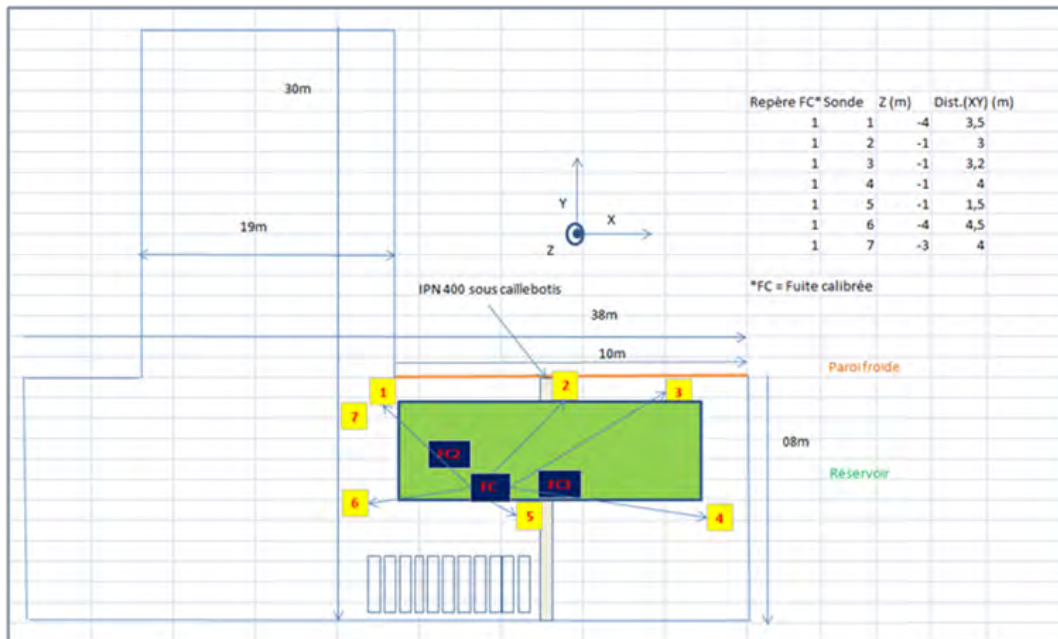 30m
Repère FC* Sonde Z (m) Dist.(XY) (m)
1 1 -4 3,5
1 2 -1 3
1 3 -1 3,2
1 4 -1 4
1 5 -1 1,5
1 6 -4 4,5
1 7 -3 4
Y
X
Z
19m
IPN 400 sous caillebotis
*FC = Fuite calibrée
38m
10m
Paroi froide
1
2
3
7
08m
FC2
Réservoir
FC
FC3
6
5
4